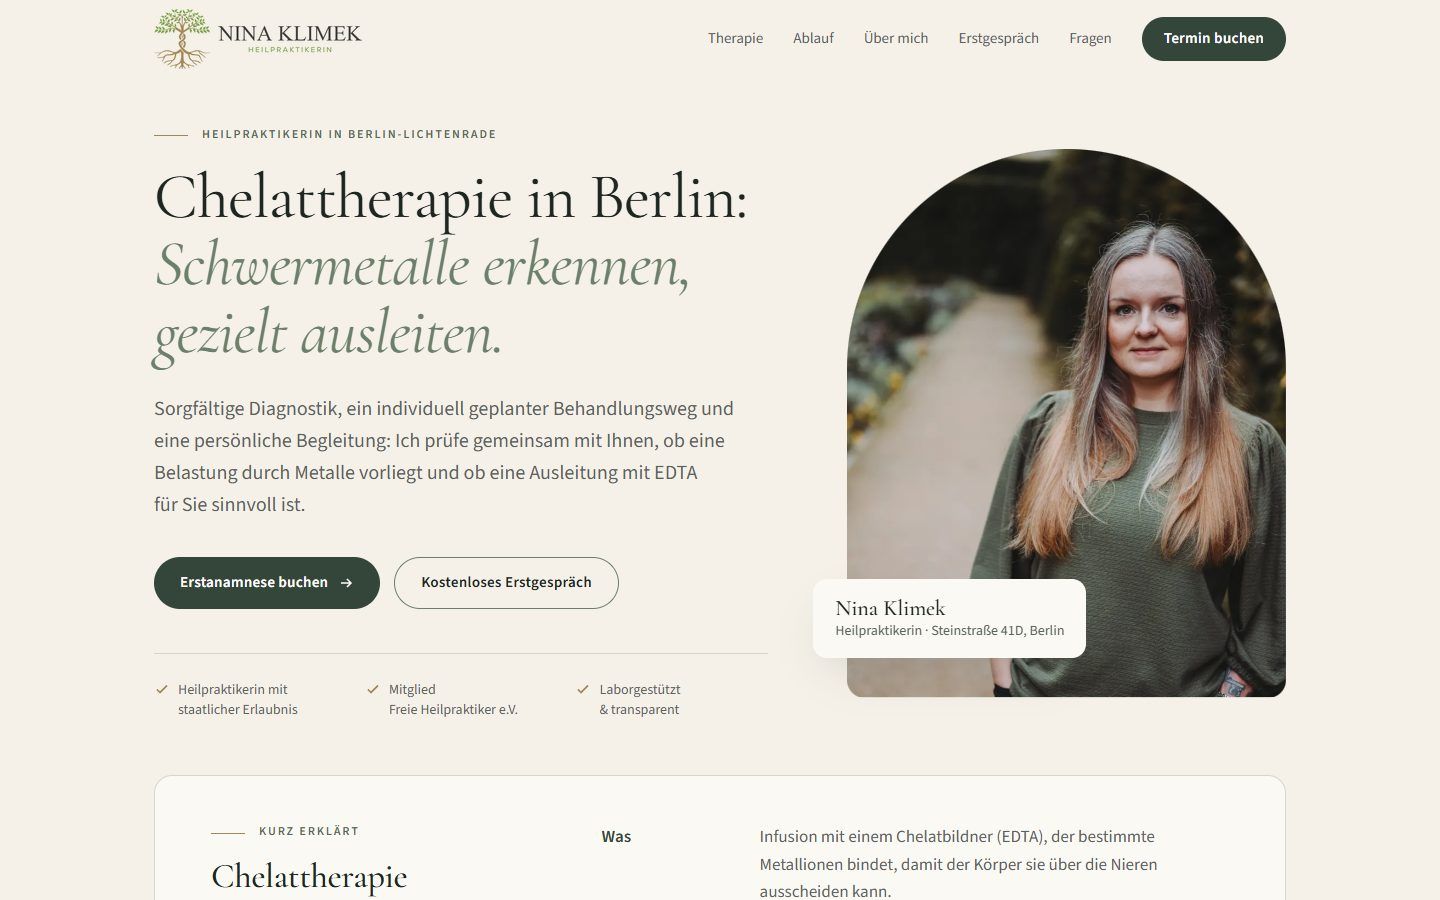 NINA KLIMEK
HEILPRAKTIKERIN
Therapie
Ablauf
Über mich
Erstgespräch
Fragen
Termin buchen
HEILPRAKTIKERIN IN BERLIN-LICHTENRADE
Chelattherapie in Berlin:
Schwermetalle erkennen,
gezielt ausleiten.
Sorgfältige Diagnostik, ein individuell geplanter Behandlungsweg und
eine persönliche Begleitung: Ich prüfe gemeinsam mit Ihnen, ob eine
Belastung durch Metalle vorliegt und ob eine Ausleitung mit EDTA
für Sie sinnvoll ist.
Erstanamnese buchen →
Kostenloses Erstgespräch
Nina Klimek
Heilpraktikerin · Steinstraße 41D, Berlin
Heilpraktikerin mit
staatlicher Erlaubnis
Mitglied
Freie Heilpraktiker e.V.
Laborgestützt
& transparent
KURZ ERKLÄRT
Chelattherapie
Was
Infusion mit einem Chelatbildner (EDTA), der bestimmte
Metallionen bindet, damit der Körper sie über die Nieren
ausscheiden kann.